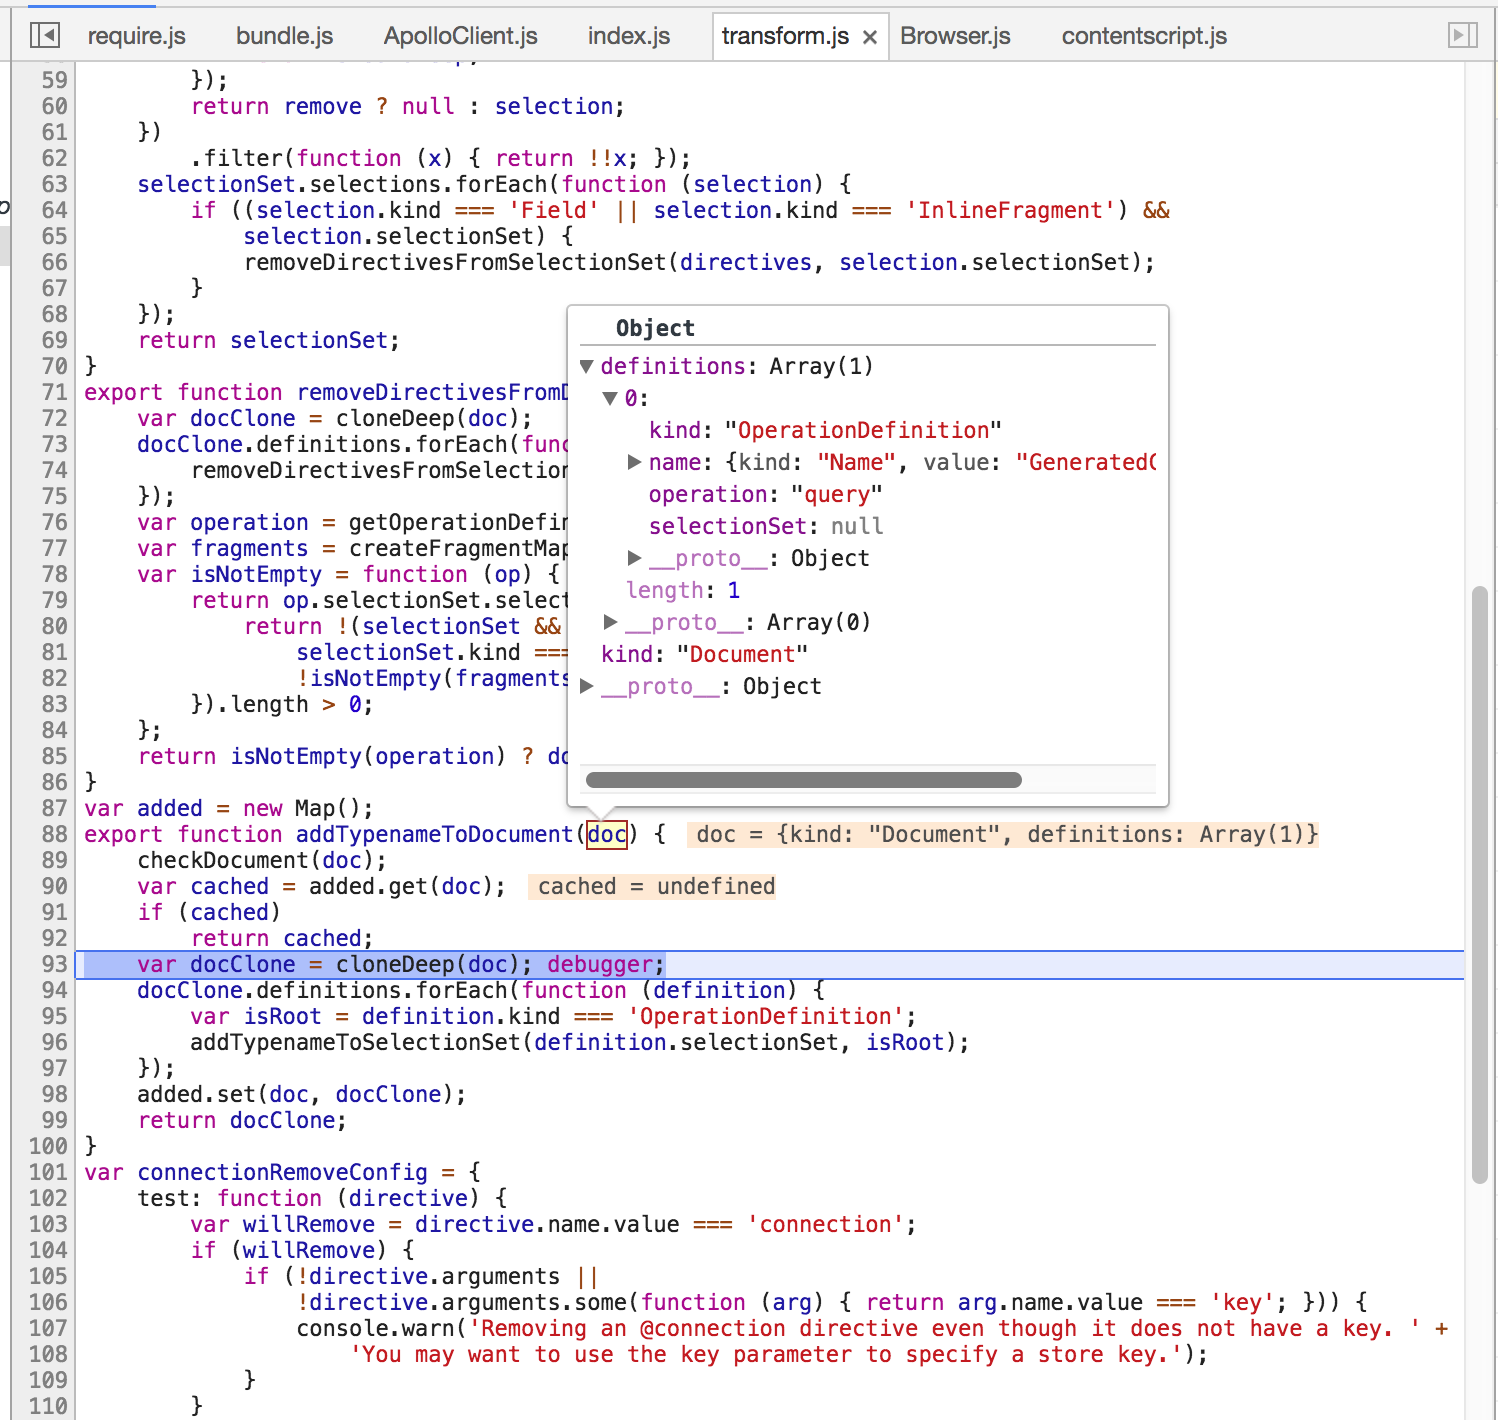 require.js bundle.js ApolloClient.js index.js transform.js × Browser.js contentscript.js
59 });
60 return remove ? null : selection;
61 })
62 .filter(function (x) { return !!x; });
63 selectionSet.selections.forEach(function (selection) {
64 if ((selection.kind === 'Field' || selection.kind === 'InlineFragment') &&
65 selection.selectionSet) {
66 removeDirectivesFromSelectionSet(directives, selection.selectionSet);
67 }
68 });
69 return selectionSet;
70 }
71 export function removeDirectivesFromD
72 var docClone = cloneDeep(doc);
73 docClone.definitions.forEach(func
74 removeDirectivesFromSelection
75 });
76 var operation = getOperationDefin
77 var fragments = createFragmentMap
78 var isNotEmpty = function (op) {
79 return op.selectionSet.select
80 return !(selectionSet &&
81 selectionSet.kind ===
82 !isNotEmpty(fragments
83 }).length > 0;
84 };
85 return isNotEmpty(operation) ? do
86 }
87 var added = new Map();
88 export function addTypenameToDocument(doc) { doc = {kind: "Document", definitions: Array(1)}
89 checkDocument(doc);
90 var cached = added.get(doc); cached = undefined
91 if (cached)
92 return cached;
93 var docClone = cloneDeep(doc); debugger;
94 docClone.definitions.forEach(function (definition) {
95 var isRoot = definition.kind === 'OperationDefinition';
96 addTypenameToSelectionSet(definition.selectionSet, isRoot);
97 });
98 added.set(doc, docClone);
99 return docClone;
100 }
101 var connectionRemoveConfig = {
102 test: function (directive) {
103 var willRemove = directive.name.value === 'connection';
104 if (willRemove) {
105 if (!directive.arguments ||
106 !directive.arguments.some(function (arg) { return arg.name.value === 'key'; })) {
107 console.warn('Removing an @connection directive even though it does not have a key. ' +
108 'You may want to use the key parameter to specify a store key.');
109 }
110 }
Object
▼ definitions: Array(1)
▼ 0:
kind: "OperationDefinition"
▶ name: {kind: "Name", value: "Generated
operation: "query"
selectionSet: null
▶ __proto__: Object
length: 1
▶ __proto__: Array(0)
kind: "Document"
▶ __proto__: Object